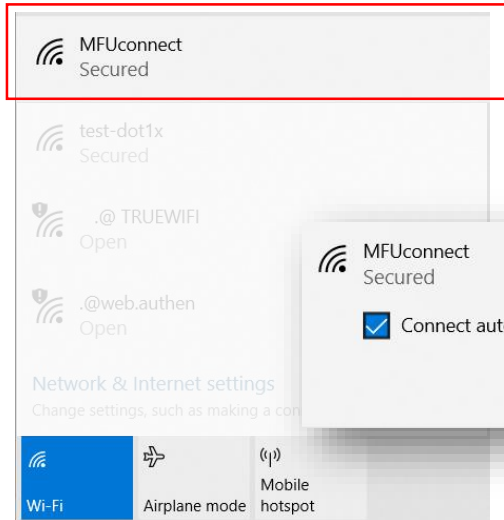 MFUconnect
Secured
test-dot1x
Secured
.@ TRUEWIFI
Open
.@web.authen
Open
MFUconnect
Secured
Connect aut
Network & Internet settings
Change settings, such as making a con
Wi-Fi
Airplane mode
Mobile
hotspot